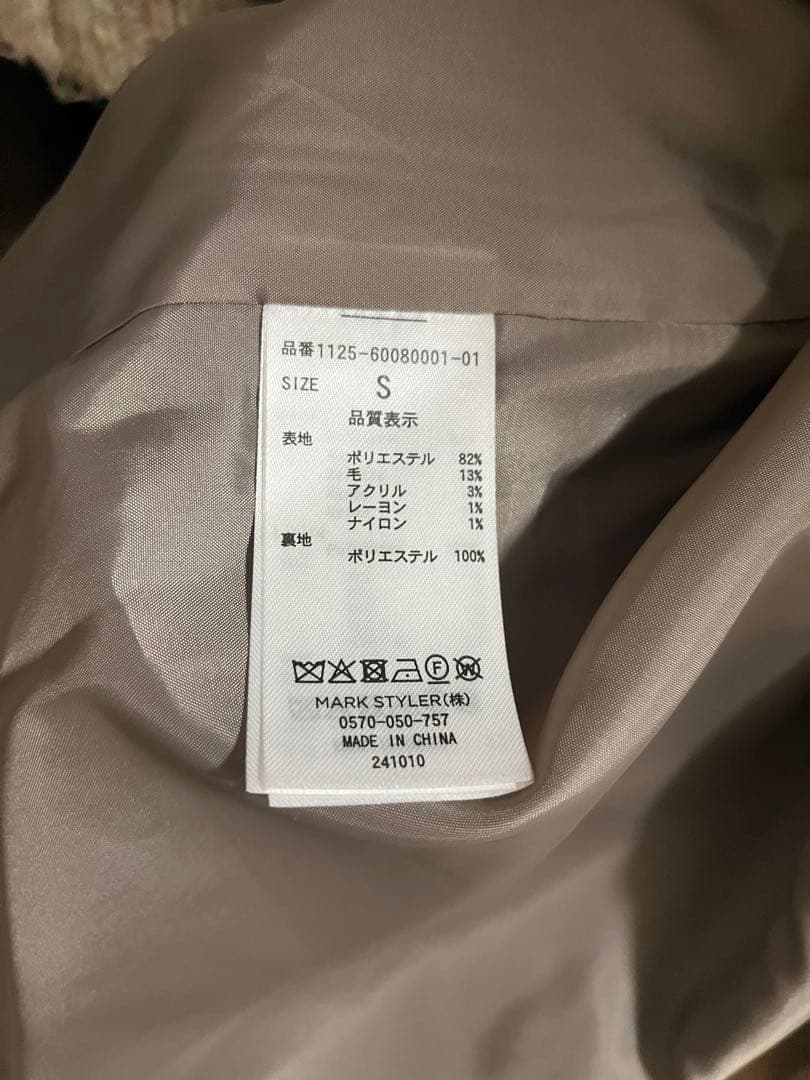 品番1125-60080001-01
SIZE S
品質表示
表地
ポリエステル 82%
毛 13%
アクリル 3%
レーヨン 1%
ナイロン 1%
裏地
ポリエステル 100%
F W
MARK STYLER(株)
0570-050-757
MADE IN CHINA
241010